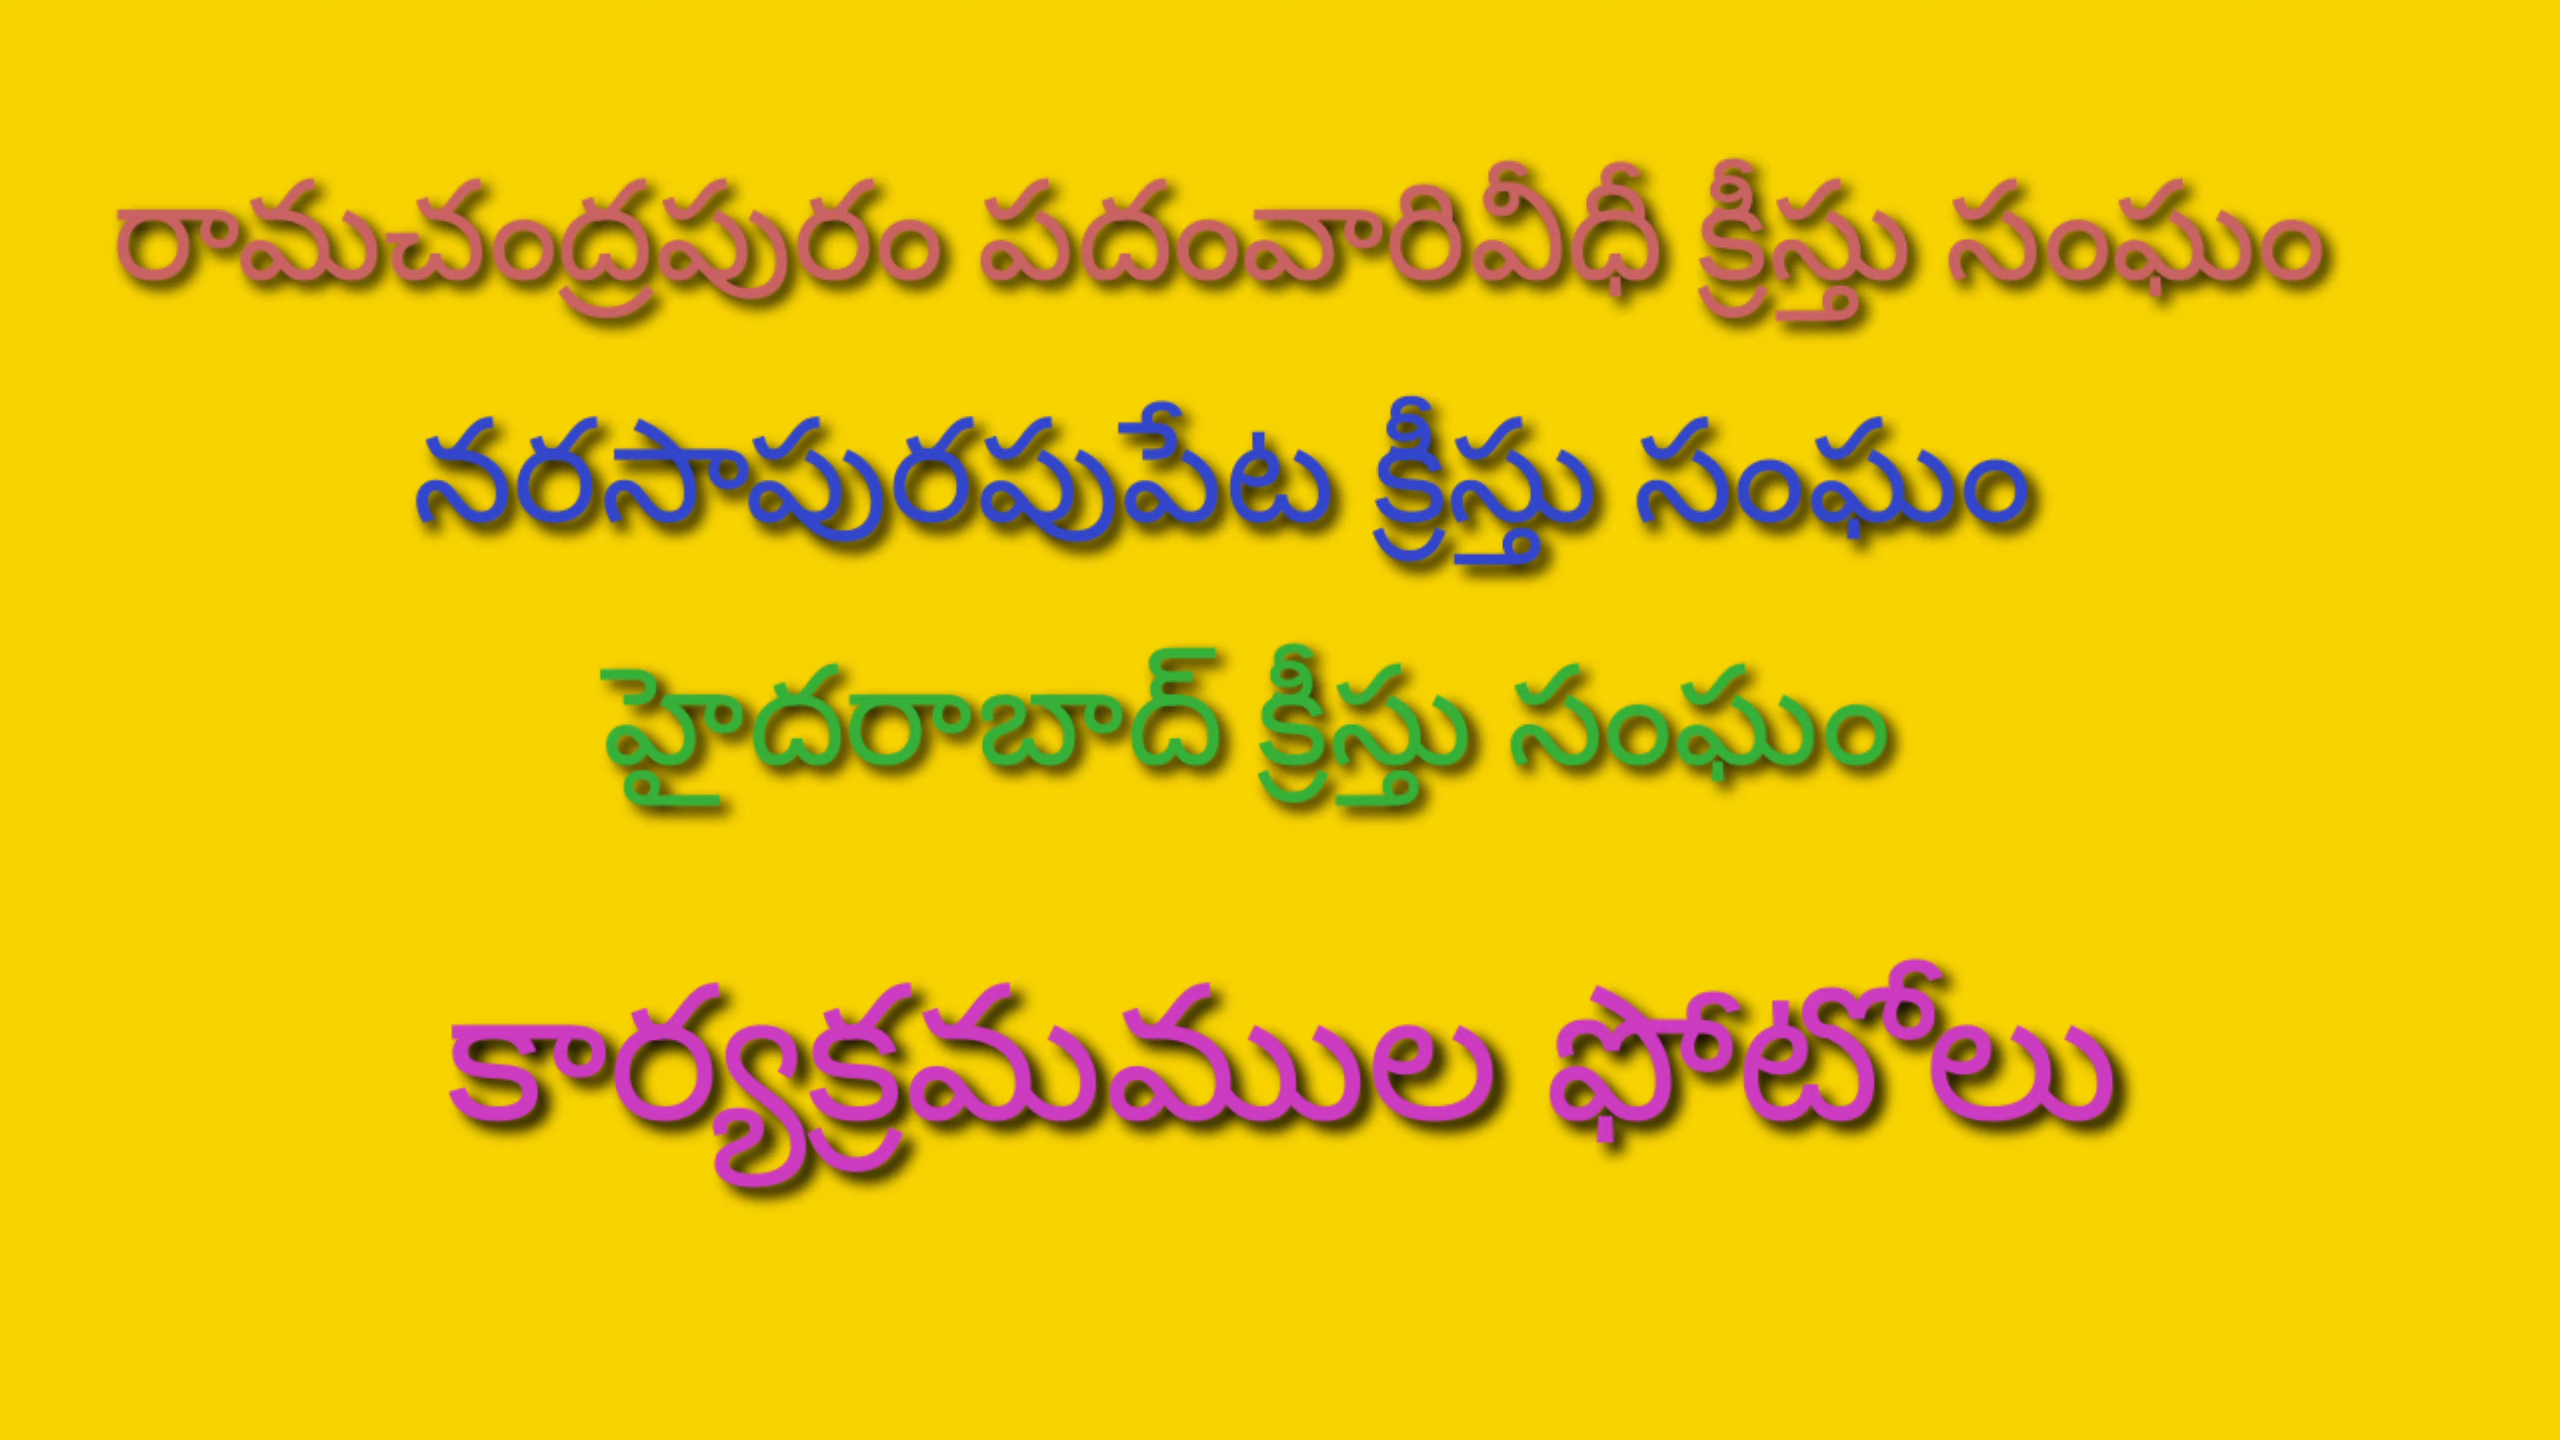 రామచంద్రపురం పదంవారివీధీ క్రీస్తు సంఘం
నరసాపురపుపేట క్రీస్తు సంఘం
హైదరాబాద్ క్రీస్తు సంఘం
కార్యక్రమముల ఫోటోలు